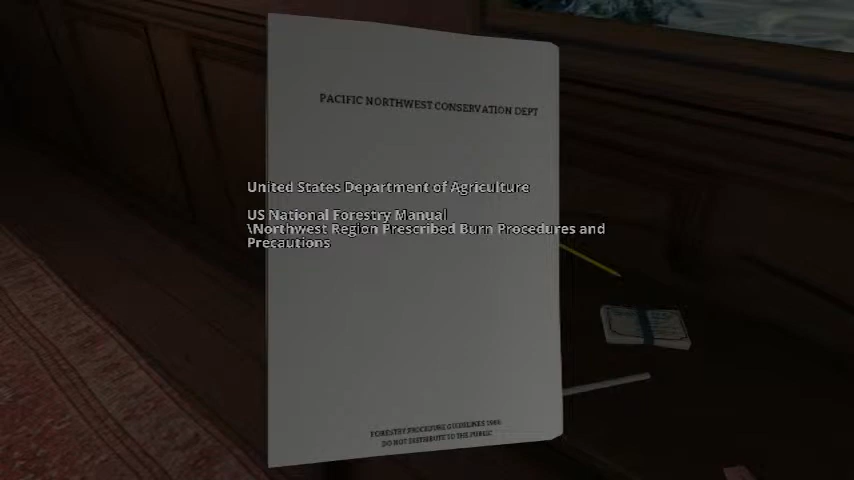 PACIFIC NORTHWEST CONSERVATION DEPT
United States Department of Agriculture
US National Forestry Manual
\Northwest Region Prescribed Burn Procedures and
Precautions
FORESTRY PROCEDURE GUIDELINES
DO NOT DISTRIBUTE TO THE PUBLIC